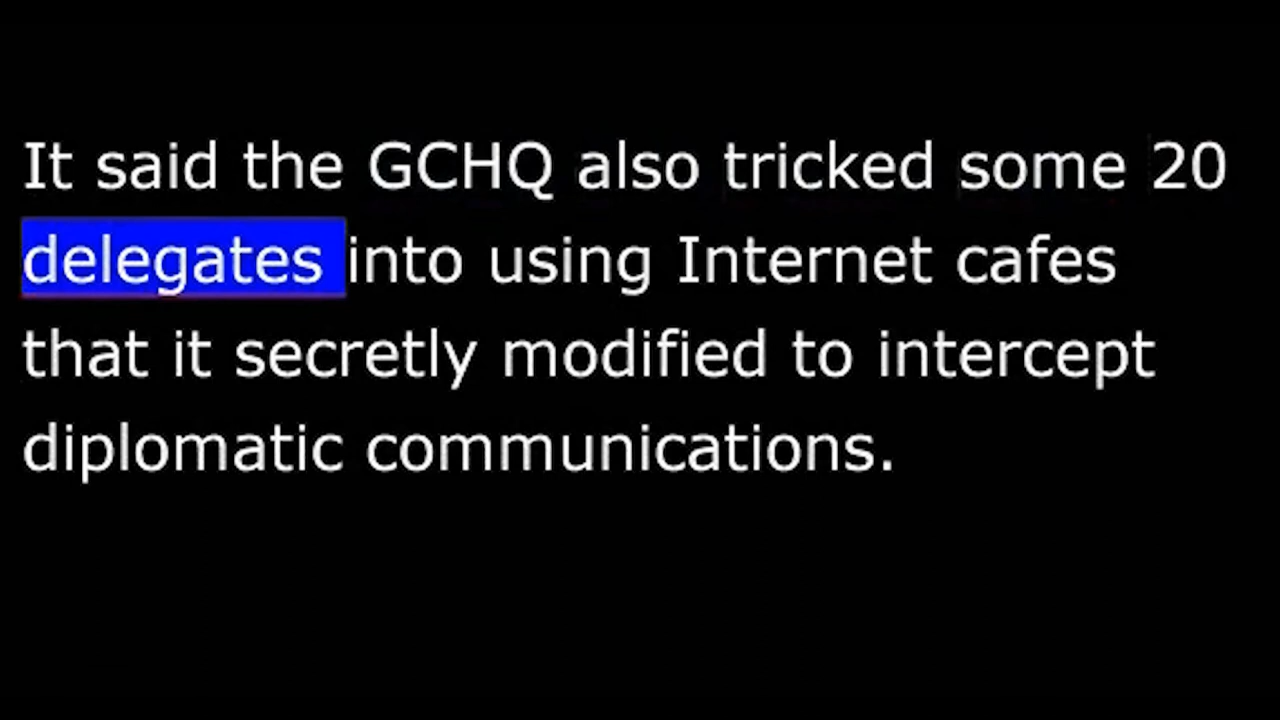 It said the GCHQ also tricked some 20
delegates into using Internet cafes
that it secretly modified to intercept
diplomatic communications.